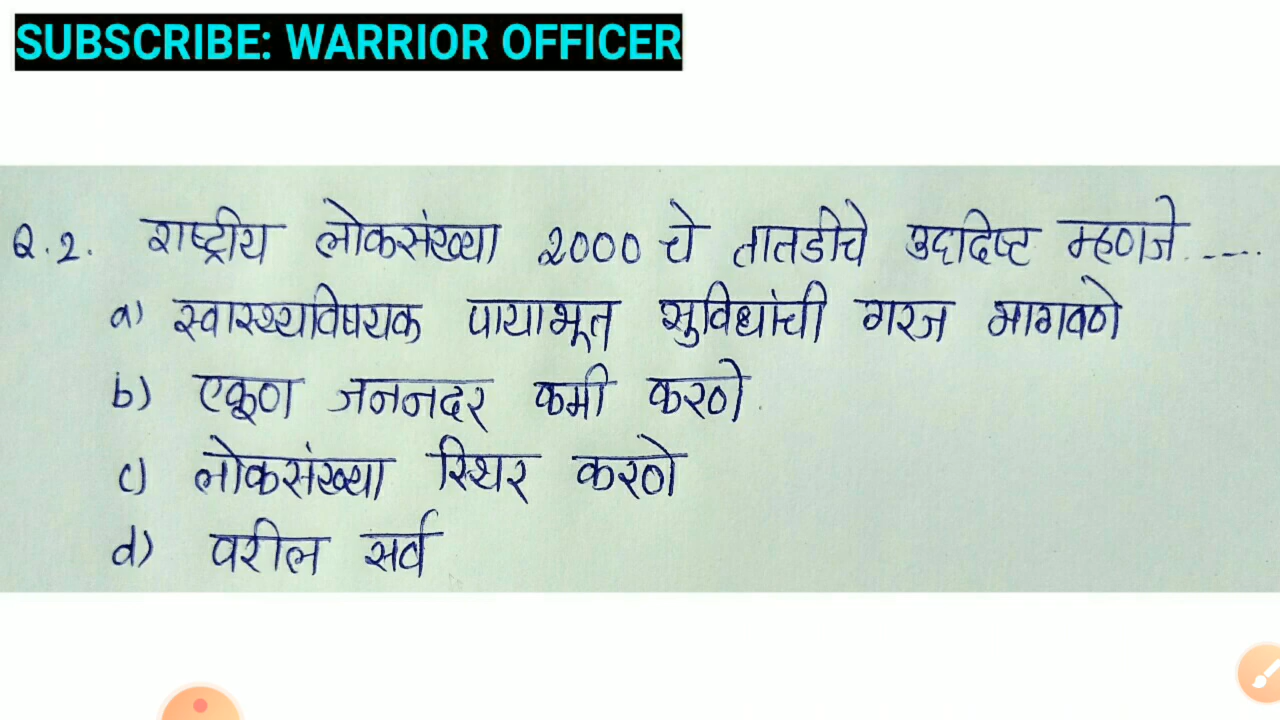 SUBSCRIBE: WARRIOR OFFICER
Q.2. राष्ट्रीय लोकसंख्या 2000 चे तातडीचे उद्दिष्ट म्हणजे.----
a) स्वास्थ्यविषयक पायाभूत सुविधांची गरज भागवणे
b) एकूण जननदर कमी करणे.
c) लोकसंख्या स्थिर करणे
d) वरील सर्व